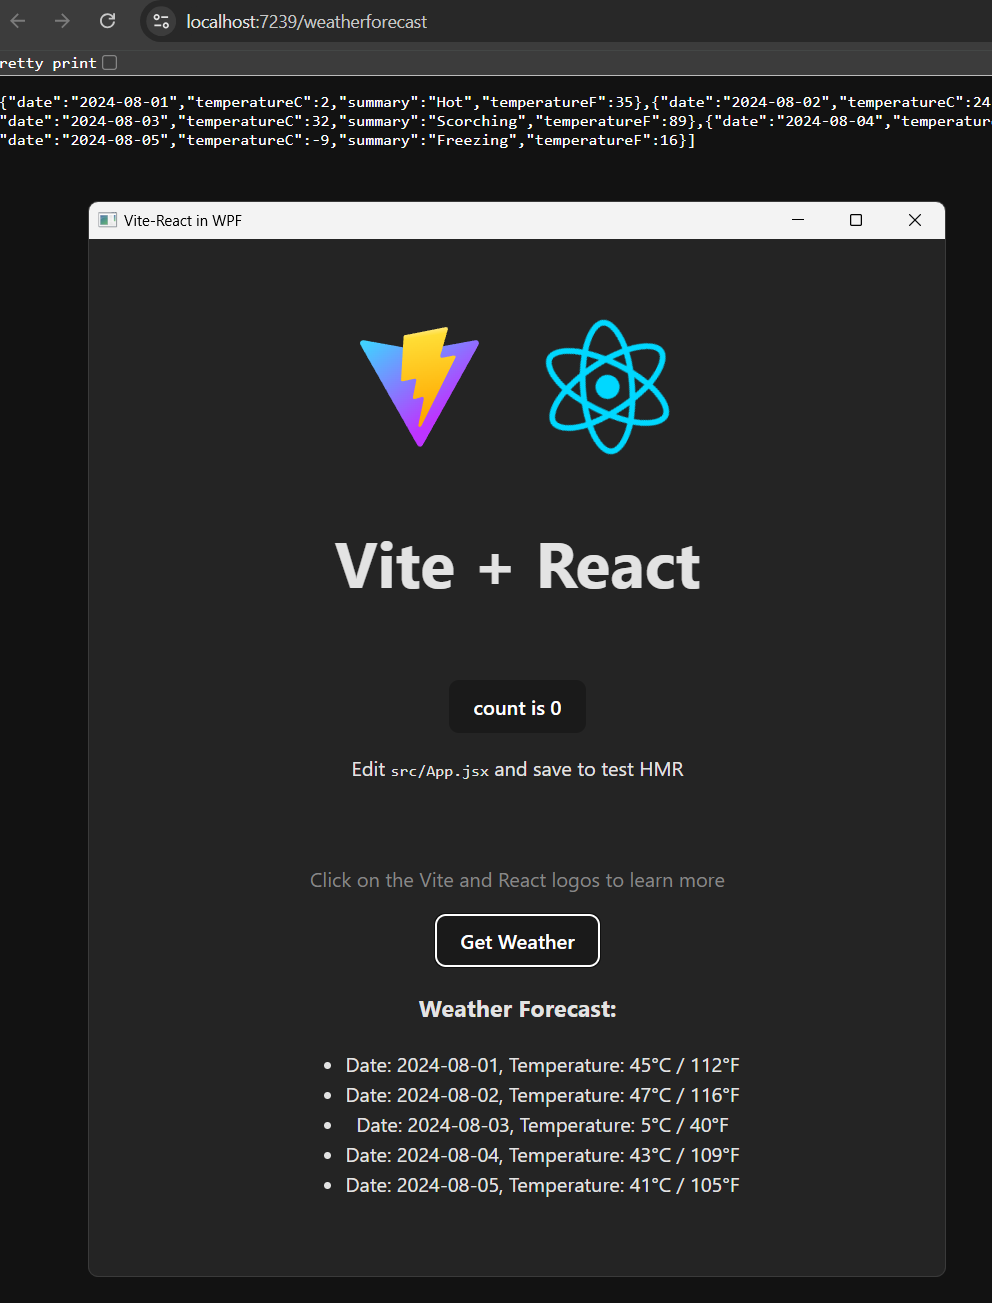 localhost:7239/weatherforecast
retty print
{"date":"2024-08-01","temperatureC":2,"summary":"Hot","temperatureF":35},{"date":"2024-08-02","temperatureC":24
"date":"2024-08-03","temperatureC":32,"summary":"Scorching","temperatureF":89},{"date":"2024-08-04","temperature
"date":"2024-08-05","temperatureC":-9,"summary":"Freezing","temperatureF":16}]
Vite-React in WPF
Vite + React
count is 0
Edit src/App.jsx and save to test HMR
Click on the Vite and React logos to learn more
Get Weather
Weather Forecast:
• Date: 2024-08-01, Temperature: 45°C / 112°F
• Date: 2024-08-02, Temperature: 47°C / 116°F
• Date: 2024-08-03, Temperature: 5°C / 40°F
• Date: 2024-08-04, Temperature: 43°C / 109°F
• Date: 2024-08-05, Temperature: 41°C / 105°F